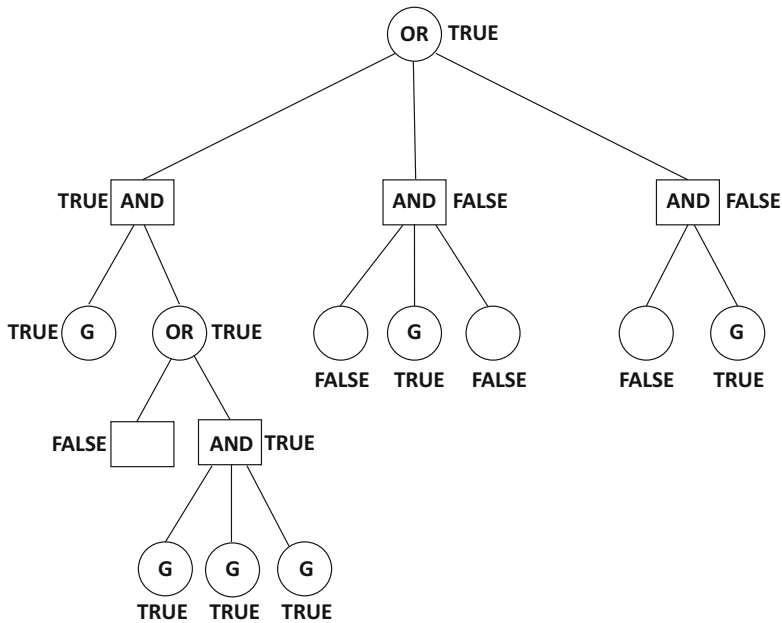 OR TRUE
TRUE AND AND FALSE AND FALSE
TRUE G OR TRUE G G
FALSE TRUE FALSE FALSE TRUE
FALSE AND TRUE
G G G
TRUE TRUE TRUE